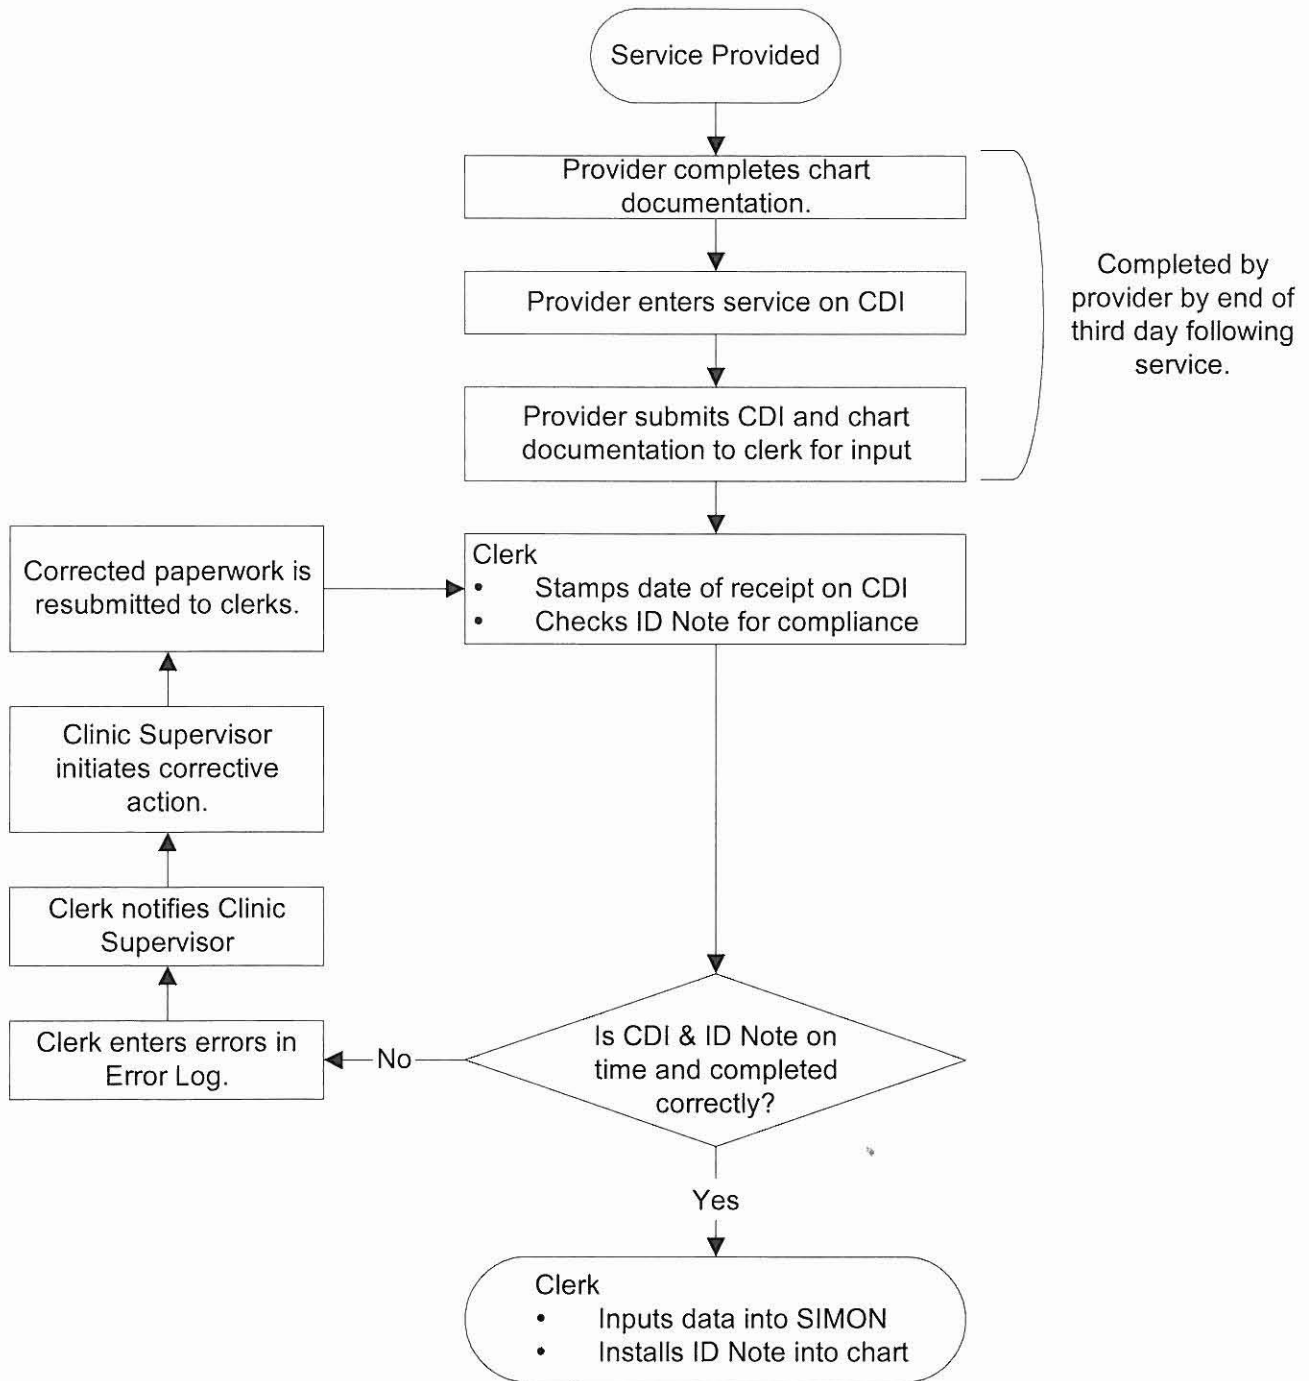 Service Provided
Provider completes chart
documentation.
Provider enters service on CDI
Provider submits CDI and chart
documentation to clerk for input
Completed by
provider by end of
third day following
service.
Clerk
• Stamps date of receipt on CDI
• Checks ID Note for compliance
Corrected paperwork is
resubmitted to clerks.
Clinic Supervisor
initiates corrective
action.
Clerk notifies Clinic
Supervisor
Clerk enters errors in
Error Log.
No
Is CDI & ID Note on
time and completed
correctly?
Yes
Clerk
• Inputs data into SIMON
• Installs ID Note into chart